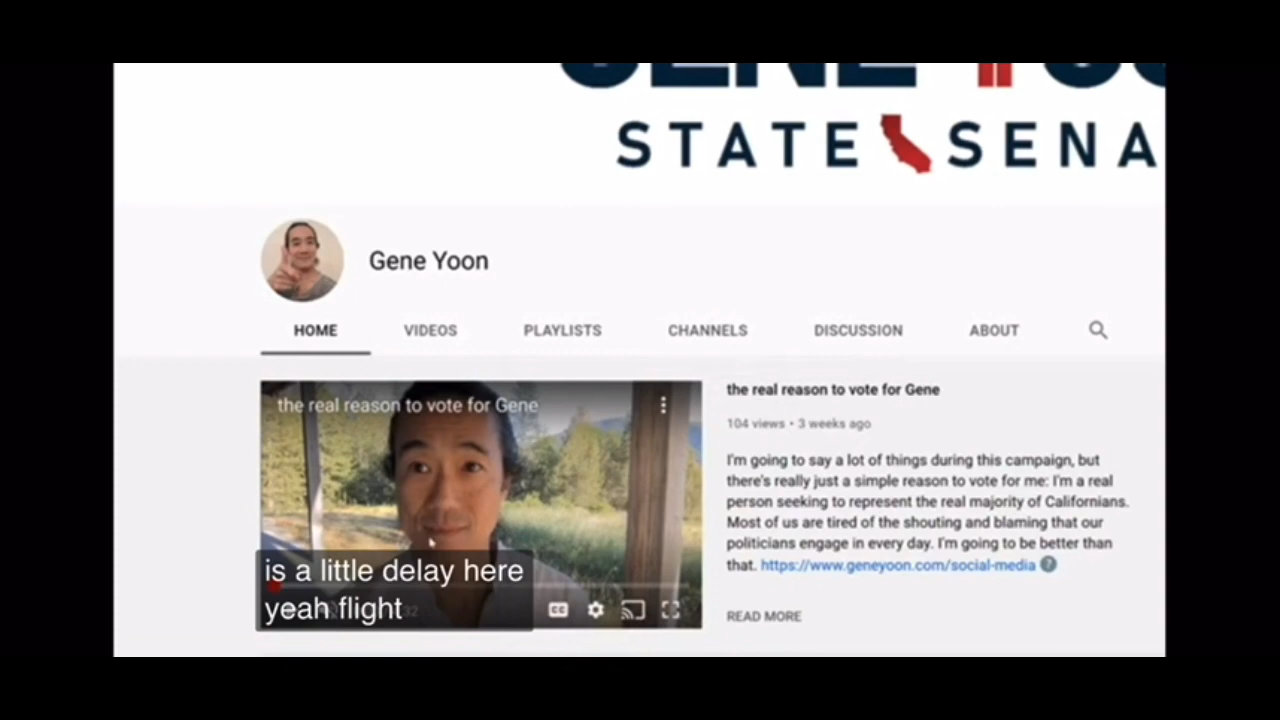 STATE SENA
Gene Yoon
HOME VIDEOS PLAYLISTS CHANNELS DISCUSSION ABOUT
the real reason to vote for Gene
is a little delay here
yeah flight
CC
the real reason to vote for Gene
104 views • 3 weeks ago
I'm going to say a lot of things during this campaign, but
there's really just a simple reason to vote for me: I'm a real
person seeking to represent the real majority of Californians.
Most of us are tired of the shouting and blaming that our
politicians engage in every day. I'm going to be better than
that. https://www.geneyoon.com/social-media
READ MORE